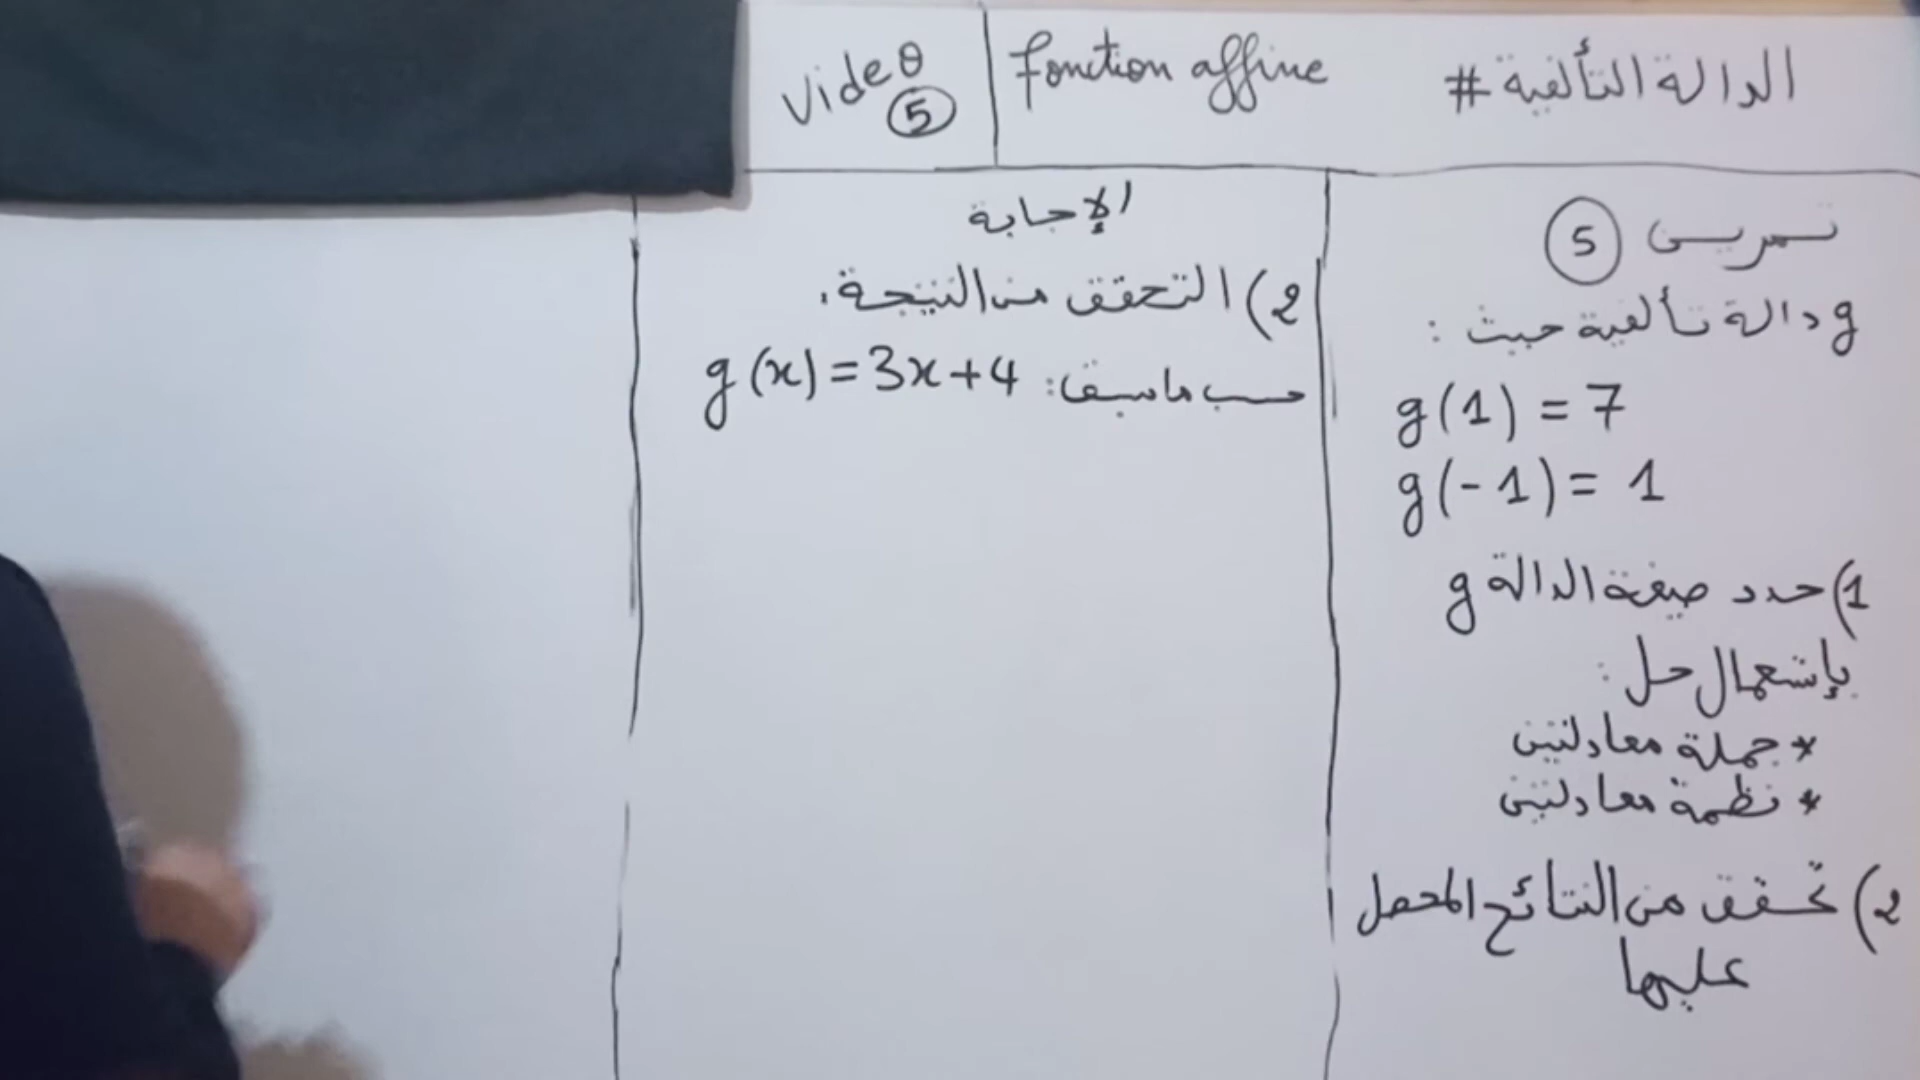 # الدالة التألفية
Fonction affine
Video 5
تمرين 5
g دالة تألفية حيث :
g(1) = 7
g(-1) = 1
1) حدد صيغة الدالة g
بإستعمال حل :
* جملة معادلتين
* نظمة معادلتين
2) تحقق من النتائج المحصل
عليها
الإجابة
2) التحقق من النتيجة.
حسب ماسبق: g(x) = 3x+4